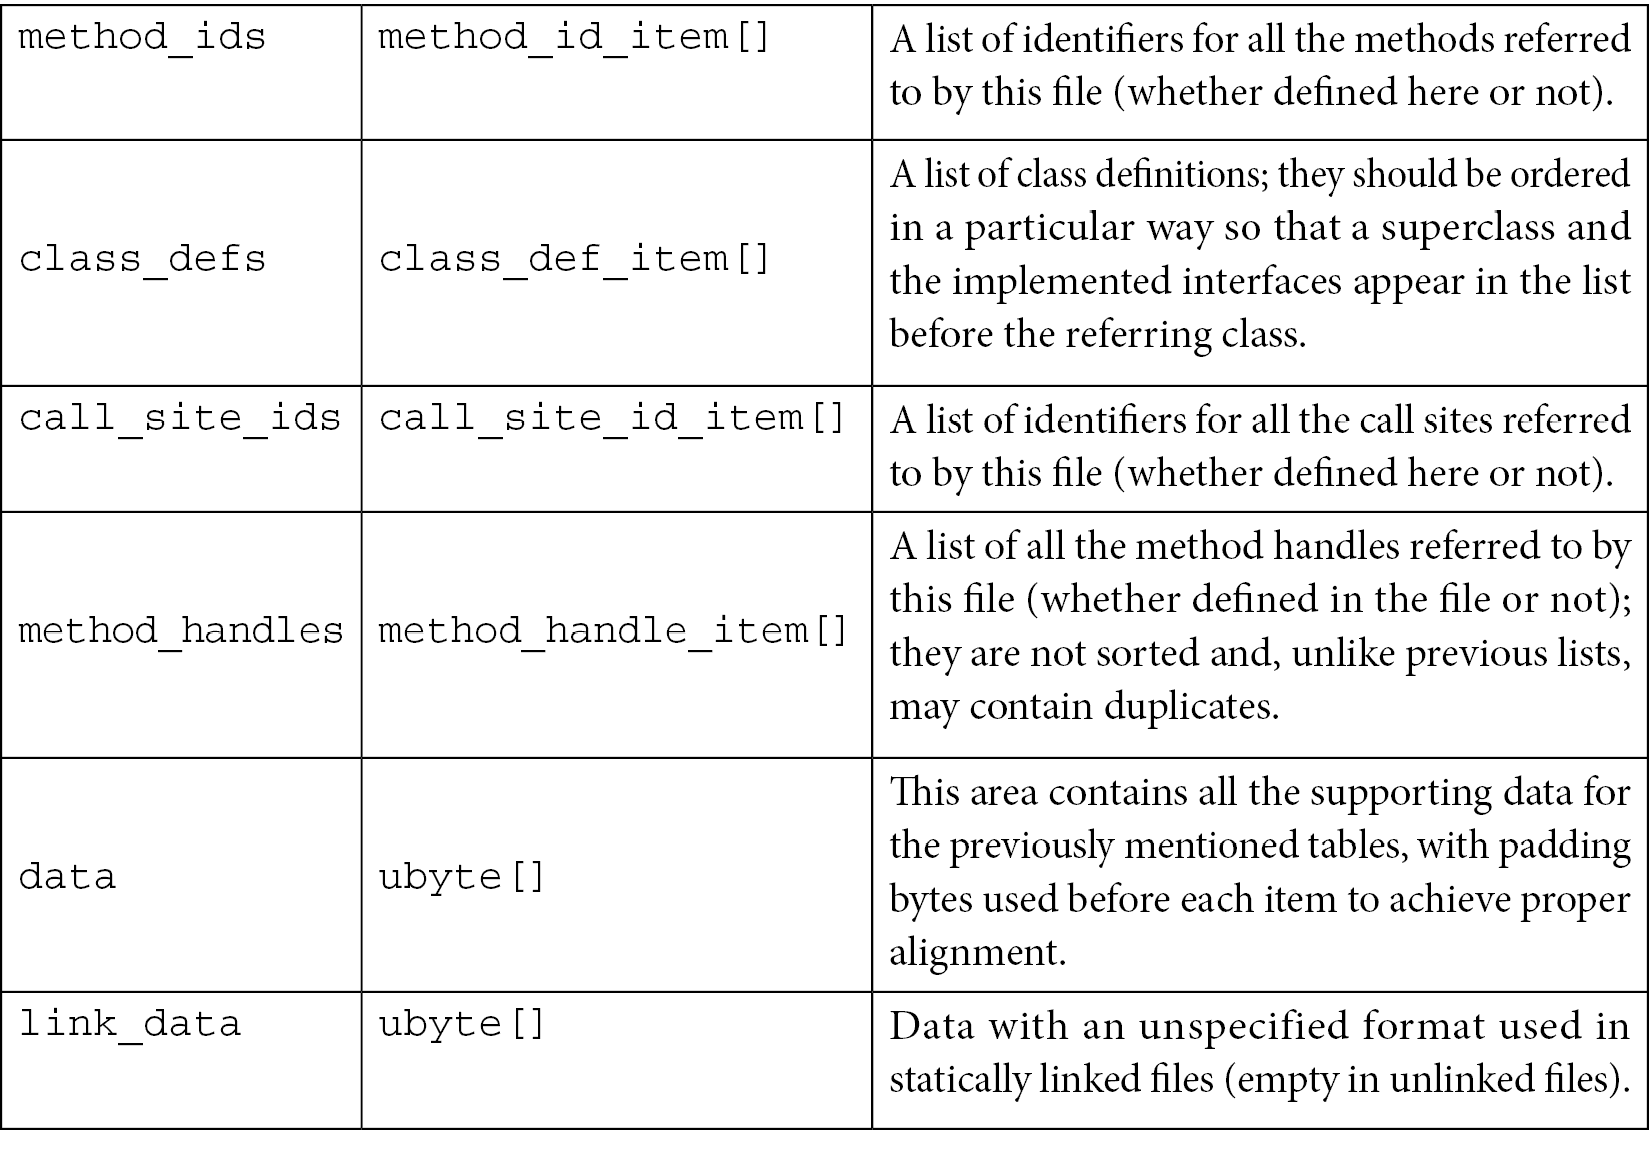 method_ids
method_id_item[]
A list of identifiers for all the methods referred
to by this file (whether defined here or not).
class_defs
class_def_item[]
A list of class definitions; they should be ordered
in a particular way so that a superclass and
the implemented interfaces appear in the list
before the referring class.
call_site_ids
call_site_id_item[]
A list of identifiers for all the call sites referred
to by this file (whether defined here or not).
method_handles
method_handle_item[]
A list of all the method handles referred to by
this file (whether defined in the file or not);
they are not sorted and, unlike previous lists,
may contain duplicates.
data
ubyte[]
This area contains all the supporting data for
the previously mentioned tables, with padding
bytes used before each item to achieve proper
alignment.
link_data
ubyte[]
Data with an unspecified format used in
statically linked files (empty in unlinked files).